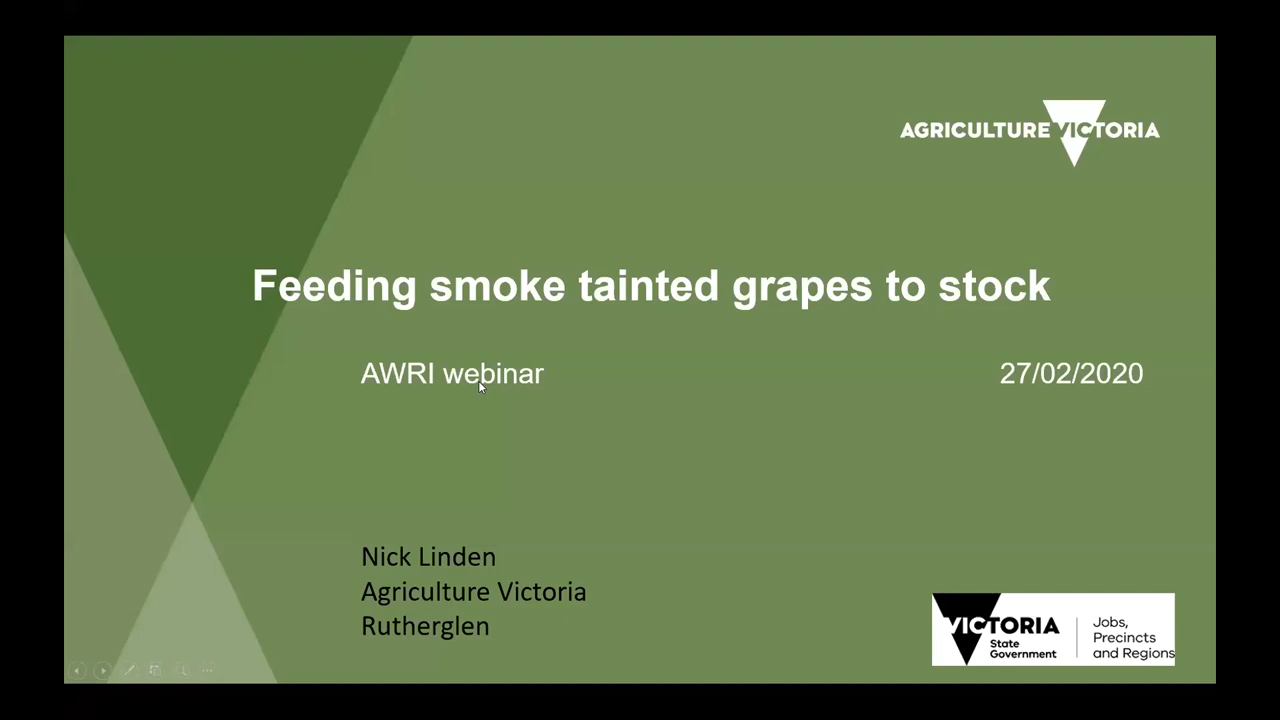 AGRICULTURE VICTORIA
Feeding smoke tainted grapes to stock
AWRI webinar
27/02/2020
Nick Linden
Agriculture Victoria
Rutherglen
VICTORIA
State
Government
Jobs,
Precincts
and Regions